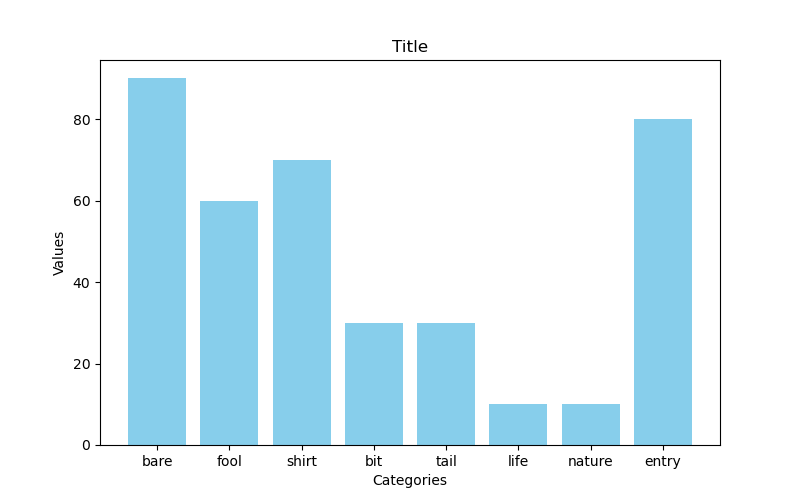 Title
Values
80
60
40
20
0
bare fool shirt bit tail life nature entry
Categories